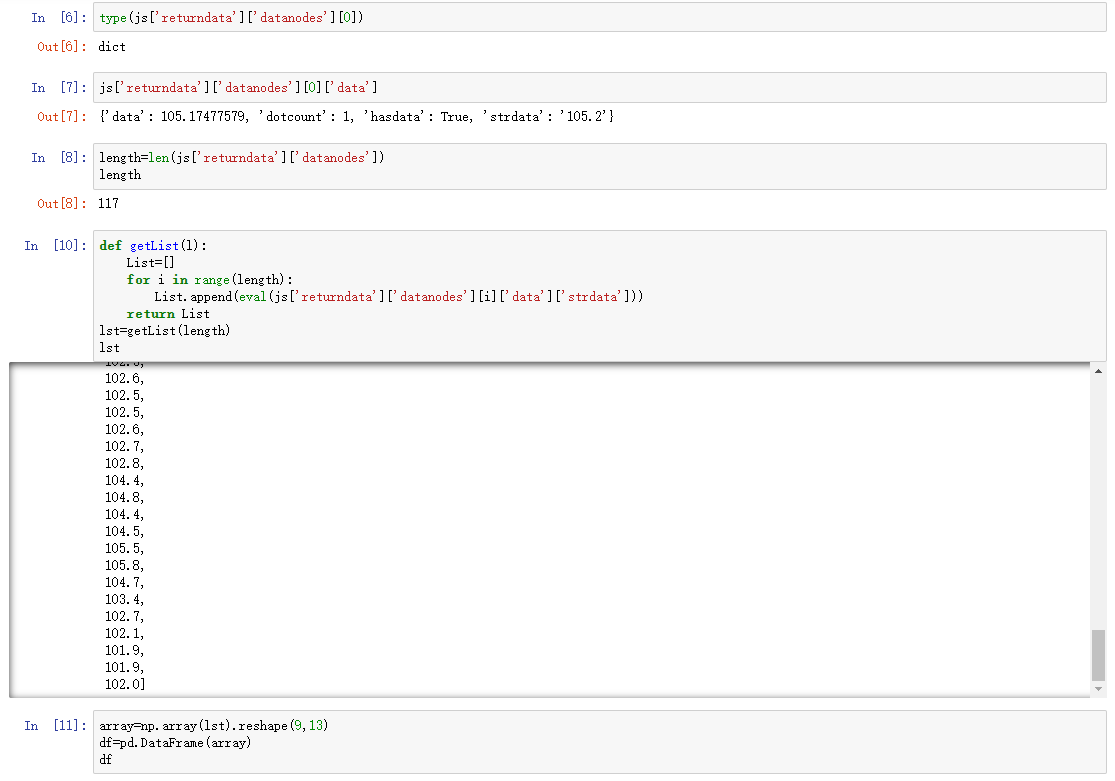 In [6]: type(js['returndata']['datanodes'][0])
Out[6]: dict
In [7]: js['returndata']['datanodes'][0]['data']
Out[7]: {'data': 105.17477579, 'dotcount': 1, 'hasdata': True, 'strdata': '105.2'}
In [8]: length=len(js['returndata']['datanodes'])
length
Out[8]: 117
In [10]: def getList(l):
List=[]
for i in range(length):
List.append(eval(js['returndata']['datanodes'][i]['data']['strdata']))
return List
lst=getList(length)
lst
102.6,
102.5,
102.5,
102.6,
102.7,
102.8,
104.4,
104.8,
104.4,
104.5,
105.5,
105.8,
104.7,
103.4,
102.7,
102.1,
101.9,
101.9,
102.0]
In [11]: array=np.array(lst).reshape(9,13)
df=pd.DataFrame(array)
df